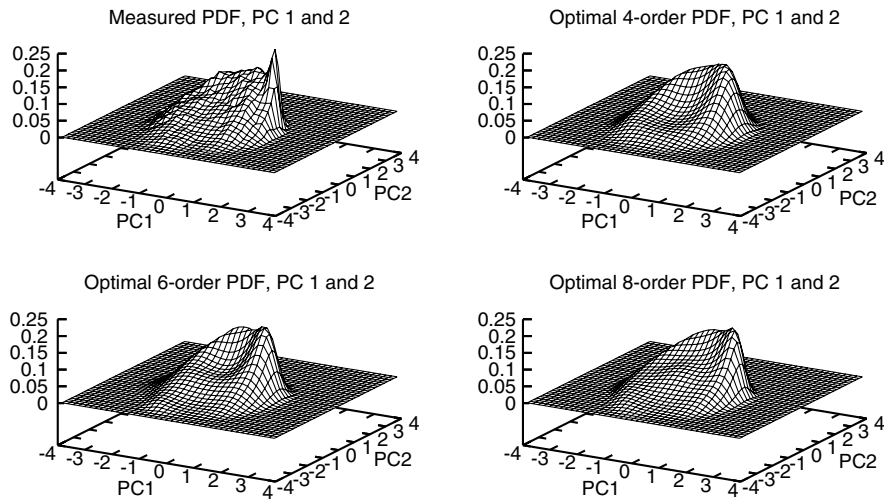 Measured PDF, PC 1 and 2
0.25
0.2
0.15
0.1
0.05
0
-4 -3 -2 -1 0 1 2 3 4
PC1
-4 -3 -2 -1 0 1 2 3 4
PC2
Optimal 4-order PDF, PC 1 and 2
0.25
0.2
0.15
0.1
0.05
0
-4 -3 -2 -1 0 1 2 3 4
PC1
-4 -3 -2 -1 0 1 2 3 4
PC2
Optimal 6-order PDF, PC 1 and 2
0.25
0.2
0.15
0.1
0.05
0
-4 -3 -2 -1 0 1 2 3 4
PC1
-4 -3 -2 -1 0 1 2 3 4
PC2
Optimal 8-order PDF, PC 1 and 2
0.25
0.2
0.15
0.1
0.05
0
-4 -3 -2 -1 0 1 2 3 4
PC1
-4 -3 -2 -1 0 1 2 3 4
PC2